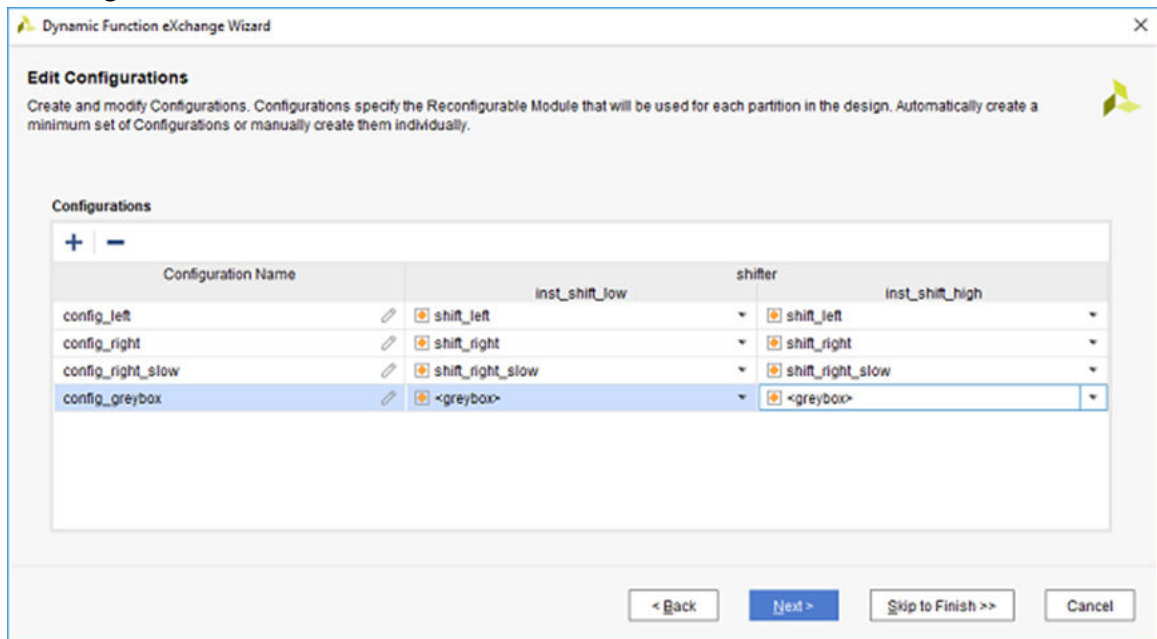 Dynamic Function eXchange Wizard
Edit Configurations
Create and modify Configurations. Configurations specify the Reconfigurable Module that will be used for each partition in the design. Automatically create a
minimum set of Configurations or manually create them individually.
Configurations
Configuration Name shifter
inst_shift_low inst_shift_high
config_left shift_left shift_left
config_right shift_right shift_right
config_right_slow shift_right_slow shift_right_slow
config_greybox <greybox> <greybox>
< Back Next > Skip to Finish >> Cancel